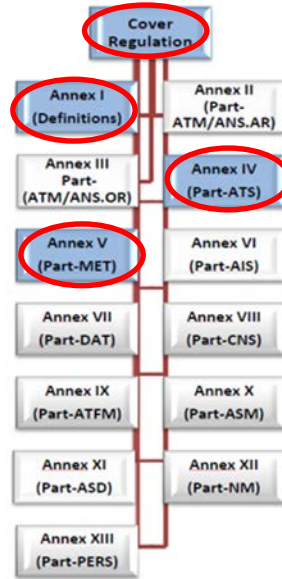 Cover
Regulation
Annex I
(Definitions)
Annex II
(Part-
ATM/ANS.AR)
Annex III
Part-
(ATM/ANS.OR)
Annex IV
(Part-ATS)
Annex V
(Part-MET)
Annex VI
(Part-AIS)
Annex VII
(Part-DAT)
Annex VIII
(Part-CNS)
Annex IX
(Part-ATFM)
Annex X
(Part-ASM)
Annex XI
(Part-ASD)
Annex XII
(Part-NM)
Annex XIII
(Part-PERS)